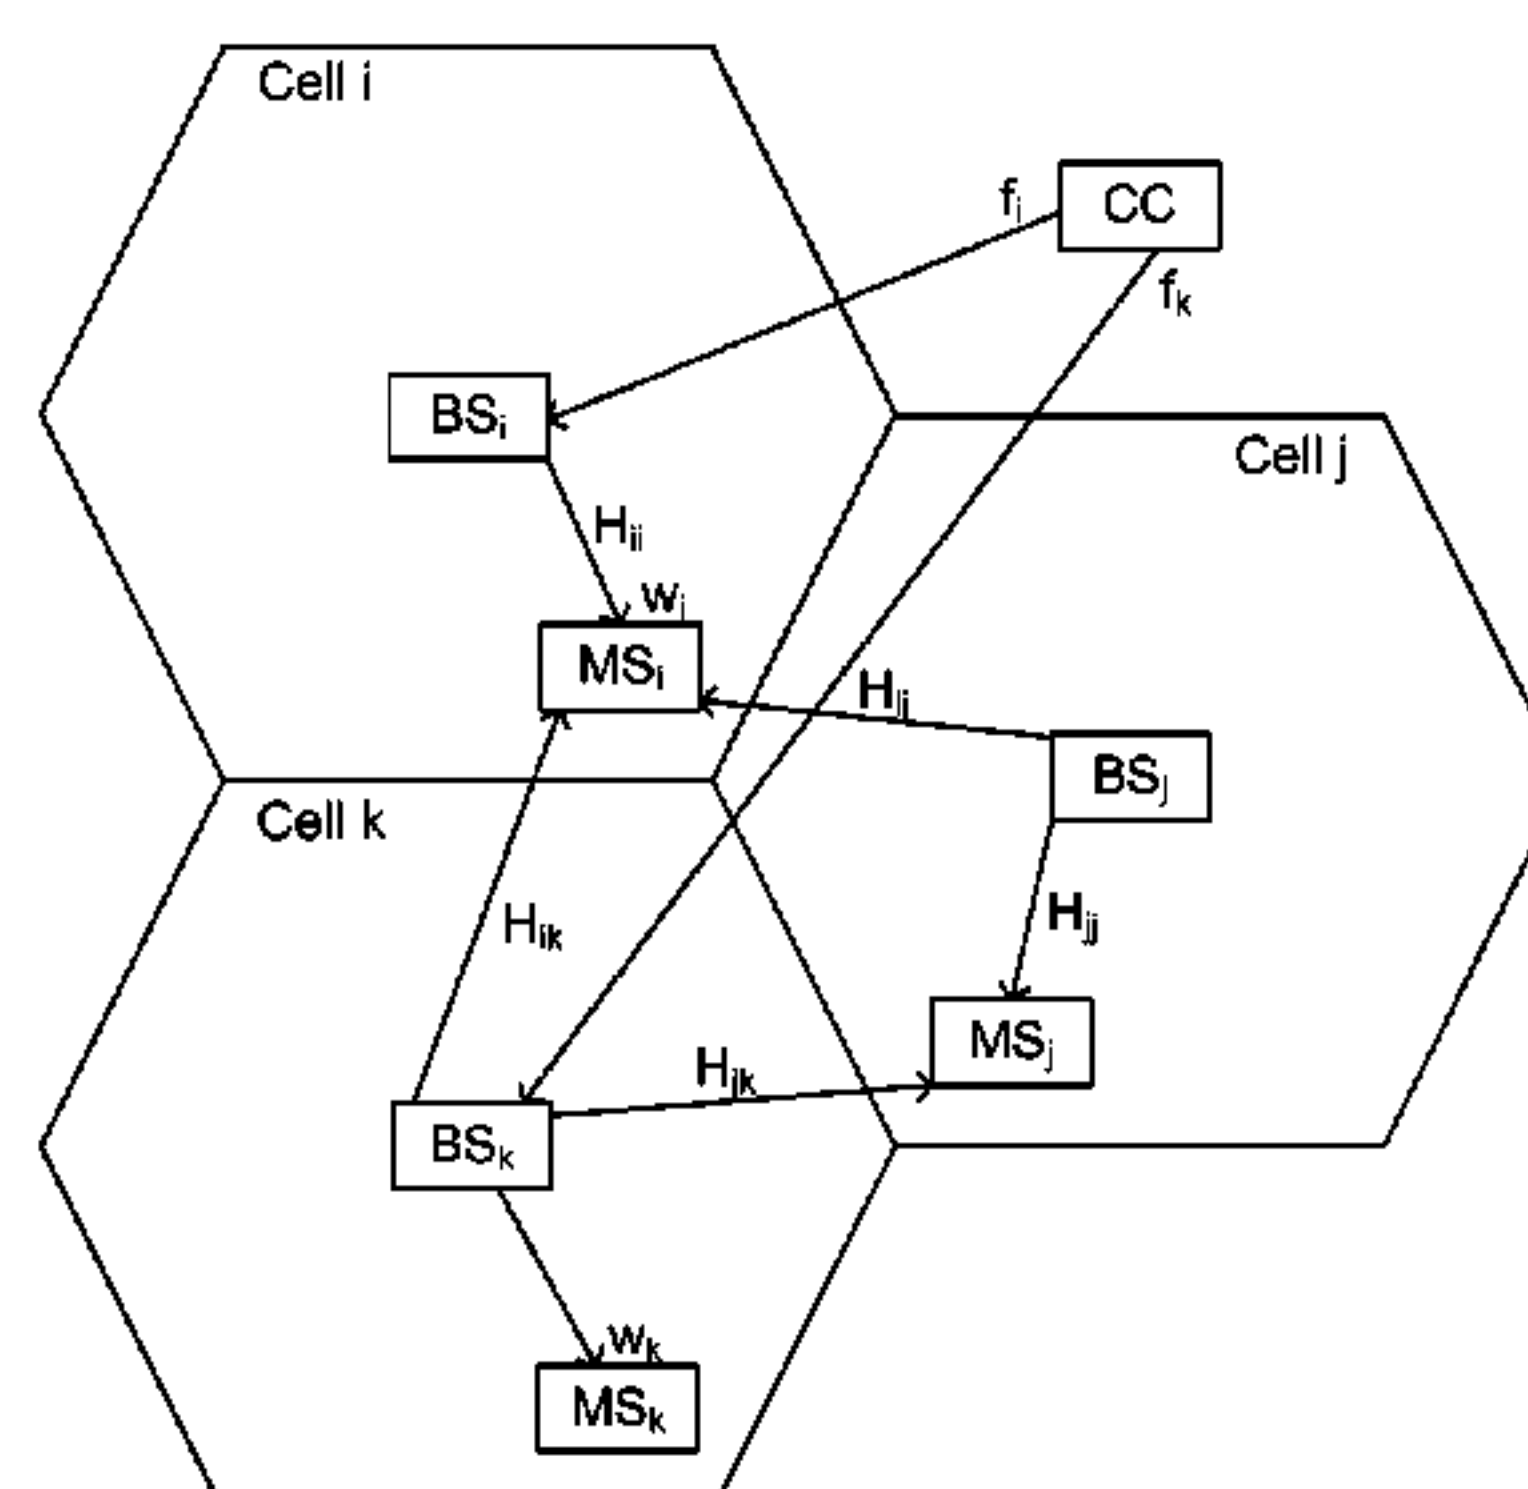 Cell i
CC
fi
fk
BSi
Cell j
Hii
wi
MSi
Hij
BSj
Cell k
Hik
Hjj
MSj
Hjk
BSk
wk
MSk